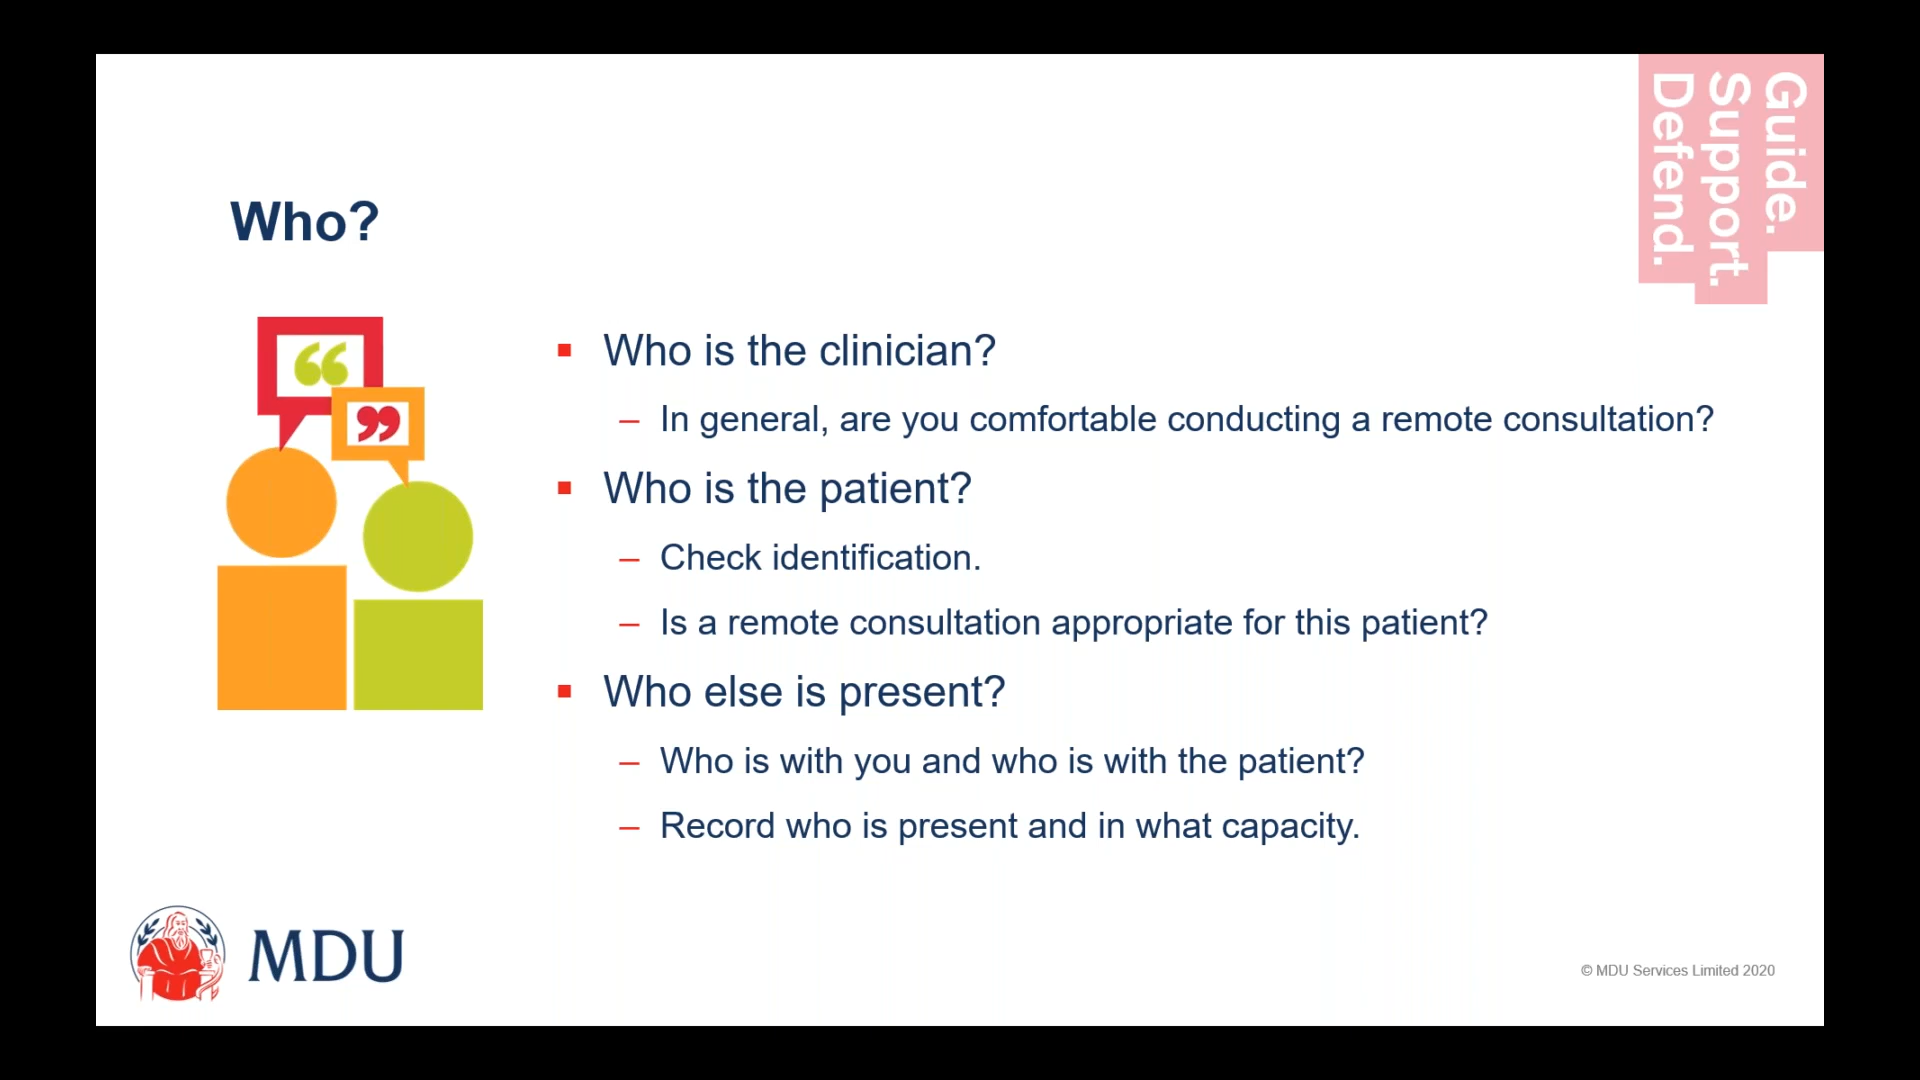 Guide.
Support.
Defend.
Who?
“
”
▪ Who is the clinician?
– In general, are you comfortable conducting a remote consultation?
▪ Who is the patient?
– Check identification.
– Is a remote consultation appropriate for this patient?
▪ Who else is present?
– Who is with you and who is with the patient?
– Record who is present and in what capacity.
MDU
© MDU Services Limited 2020